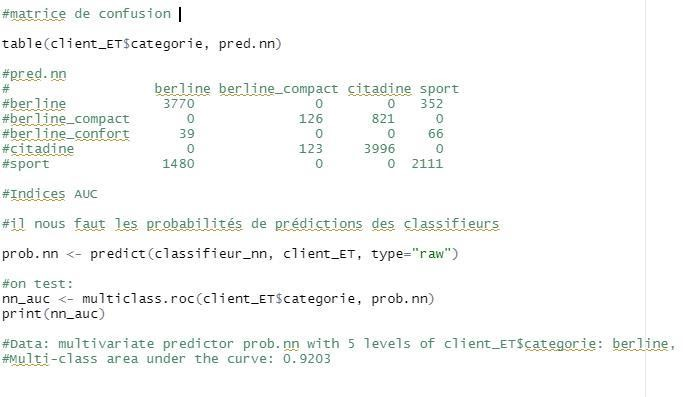 #matrice de confusion
table(client_ET$categorie, pred.nn)
#pred.nn
# berline berline_compact citadine sport
#berline 3770 0 0 352
#berline_compact 0 126 821 0
#berline_confort 39 0 0 66
#citadine 0 123 3996 0
#sport 1480 0 0 2111
#Indices AUC
#il nous faut les probabilités de prédictions des classifieurs
prob.nn <- predict(classifieur_nn, client_ET, type="raw")
#on test:
nn_auc <- multiclass.roc(client_ET$categorie, prob.nn)
print(nn_auc)
#Data: multivariate predictor prob.nn with 5 levels of client_ET$categorie: berline,
#Multi-class area under the curve: 0.9203